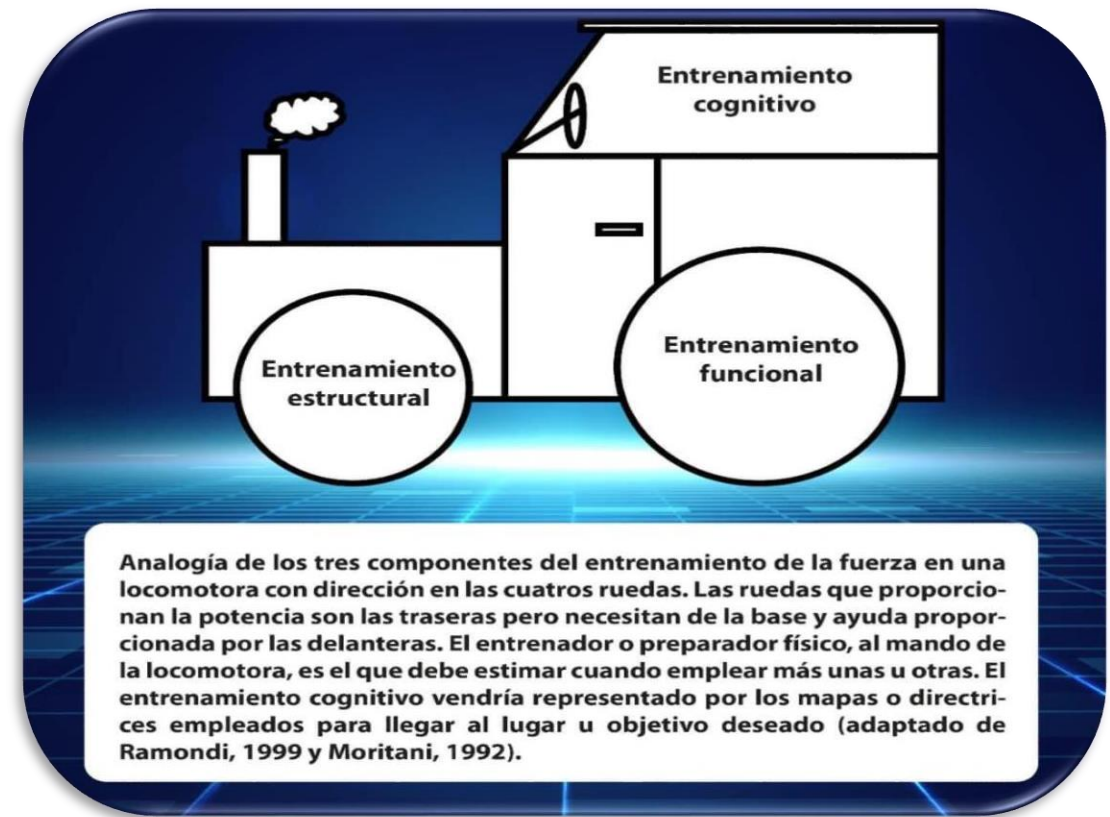 Entrenamiento
cognitivo
Entrenamiento
estructural
Entrenamiento
funcional
Analogía de los tres componentes del entrenamiento de la fuerza en una
locomotora con dirección en las cuatros ruedas. Las ruedas que proporcio-
nan la potencia son las traseras pero necesitan de la base y ayuda propor-
cionada por las delanteras. El entrenador o preparador físico, al mando de
la locomotora, es el que debe estimar cuando emplear más unas u otras. El
entrenamiento cognitivo vendría representado por los mapas o directri-
ces empleados para llegar al lugar u objetivo deseado (adaptado de
Ramondi, 1999 y Moritani, 1992).